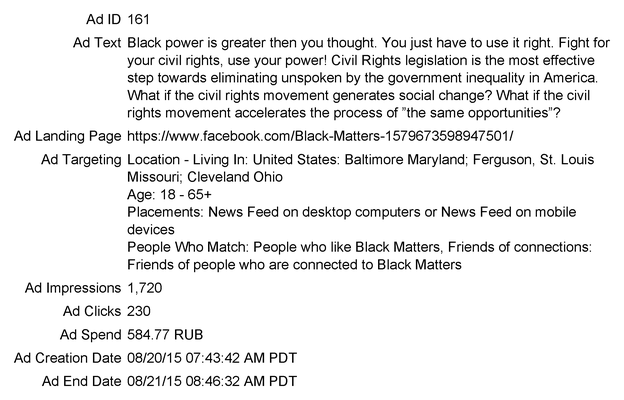 Ad ID 161
Ad Text Black power is greater then you thought. You just have to use it right. Fight for
your civil rights, use your power! Civil Rights legislation is the most effective
step towards eliminating unspoken by the government inequality in America.
What if the civil rights movement generates social change? What if the civil
rights movement accelerates the process of "the same opportunities"?
Ad Landing Page https://www.facebook.com/Black-Matters-1579673598947501/
Ad Targeting Location - Living In: United States: Baltimore Maryland; Ferguson, St. Louis
Missouri; Cleveland Ohio
Age: 18 - 65+
Placements: News Feed on desktop computers or News Feed on mobile
devices
People Who Match: People who like Black Matters, Friends of connections:
Friends of people who are connected to Black Matters
Ad Impressions 1,720
Ad Clicks 230
Ad Spend 584.77 RUB
Ad Creation Date 08/20/15 07:43:42 AM PDT
Ad End Date 08/21/15 08:46:32 AM PDT